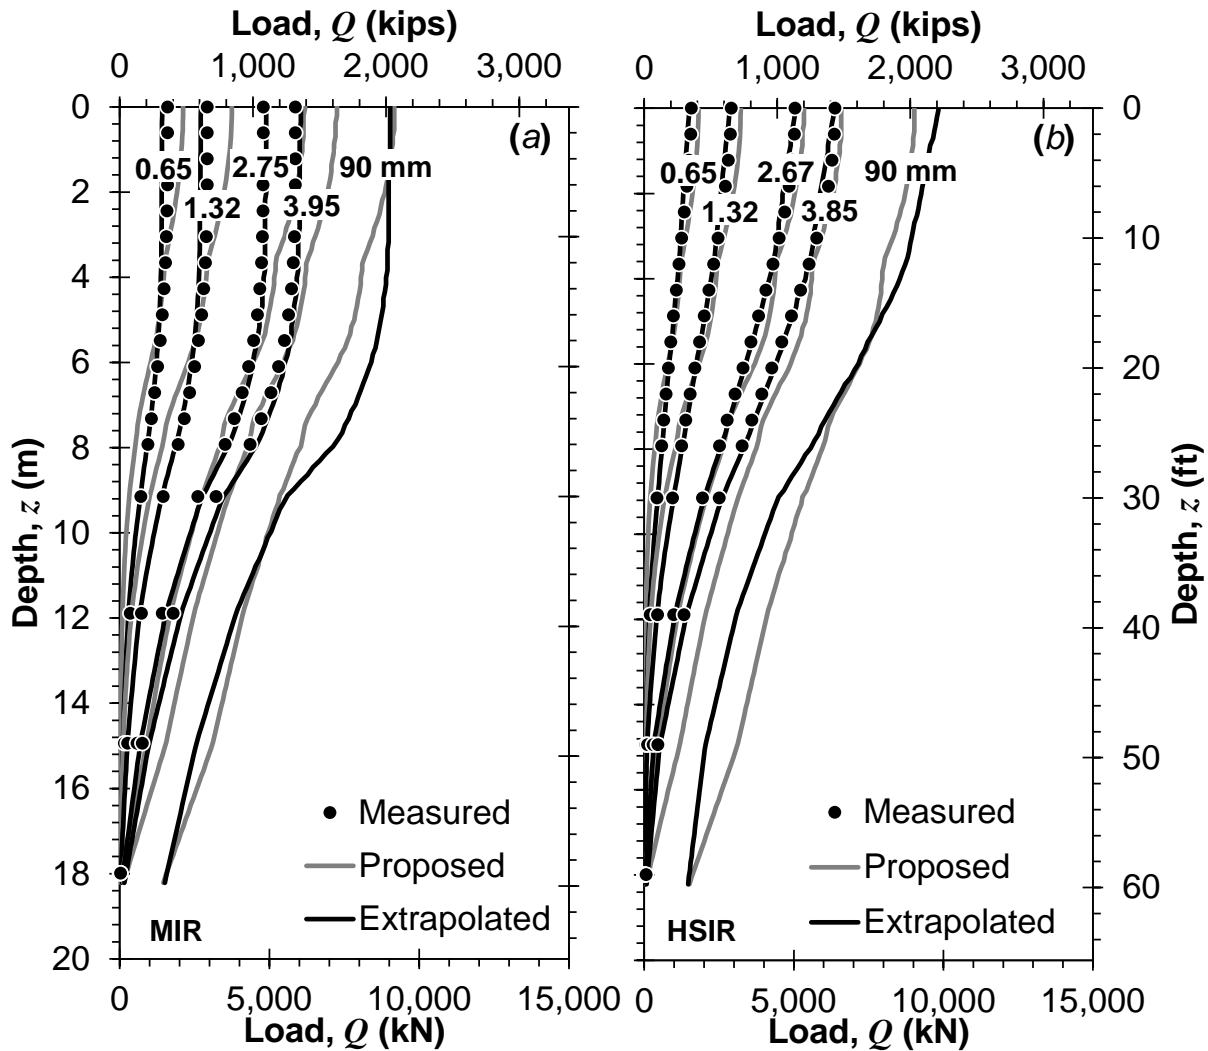 Load, Q (kips)
0 1,000 2,000 3,000
0
2
4
6
8
10
12
14
16
18
20
Depth, z (m)
(a)
0.65 2.75 90 mm
1.32 3.95
Measured
Proposed
Extrapolated
MIR
0 5,000 10,000 15,000
Load, Q (kN)
Load, Q (kips)
0 1,000 2,000 3,000
(b)
0.65 2.67 90 mm
1.32 3.85
Measured
Proposed
Extrapolated
HSIR
0 5,000 10,000 15,000
Load, Q (kN)
0
10
20
30
40
50
60
Depth, z (ft)